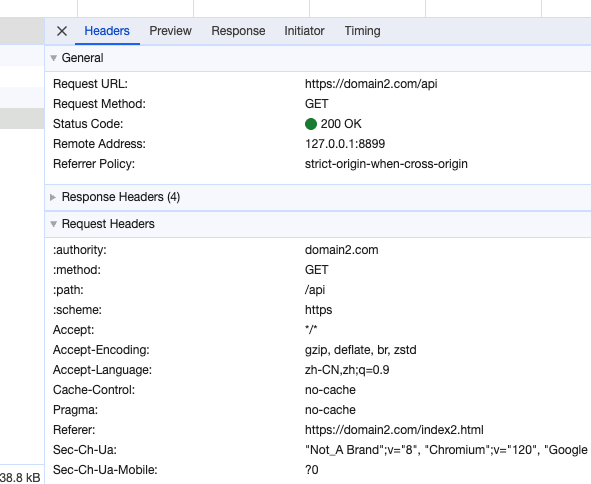 Headers Preview Response Initiator Timing
General
Request URL: https://domain2.com/api
Request Method: GET
Status Code: 200 OK
Remote Address: 127.0.0.1:8899
Referrer Policy: strict-origin-when-cross-origin
Response Headers (4)
Request Headers
:authority: domain2.com
:method: GET
:path: /api
:scheme: https
Accept: */*
Accept-Encoding: gzip, deflate, br, zstd
Accept-Language: zh-CN,zh;q=0.9
Cache-Control: no-cache
Pragma: no-cache
Referer: https://domain2.com/index2.html
Sec-Ch-Ua: "Not_A Brand";v="8", "Chromium";v="120", "Google
Sec-Ch-Ua-Mobile: ?0
38.8 kB